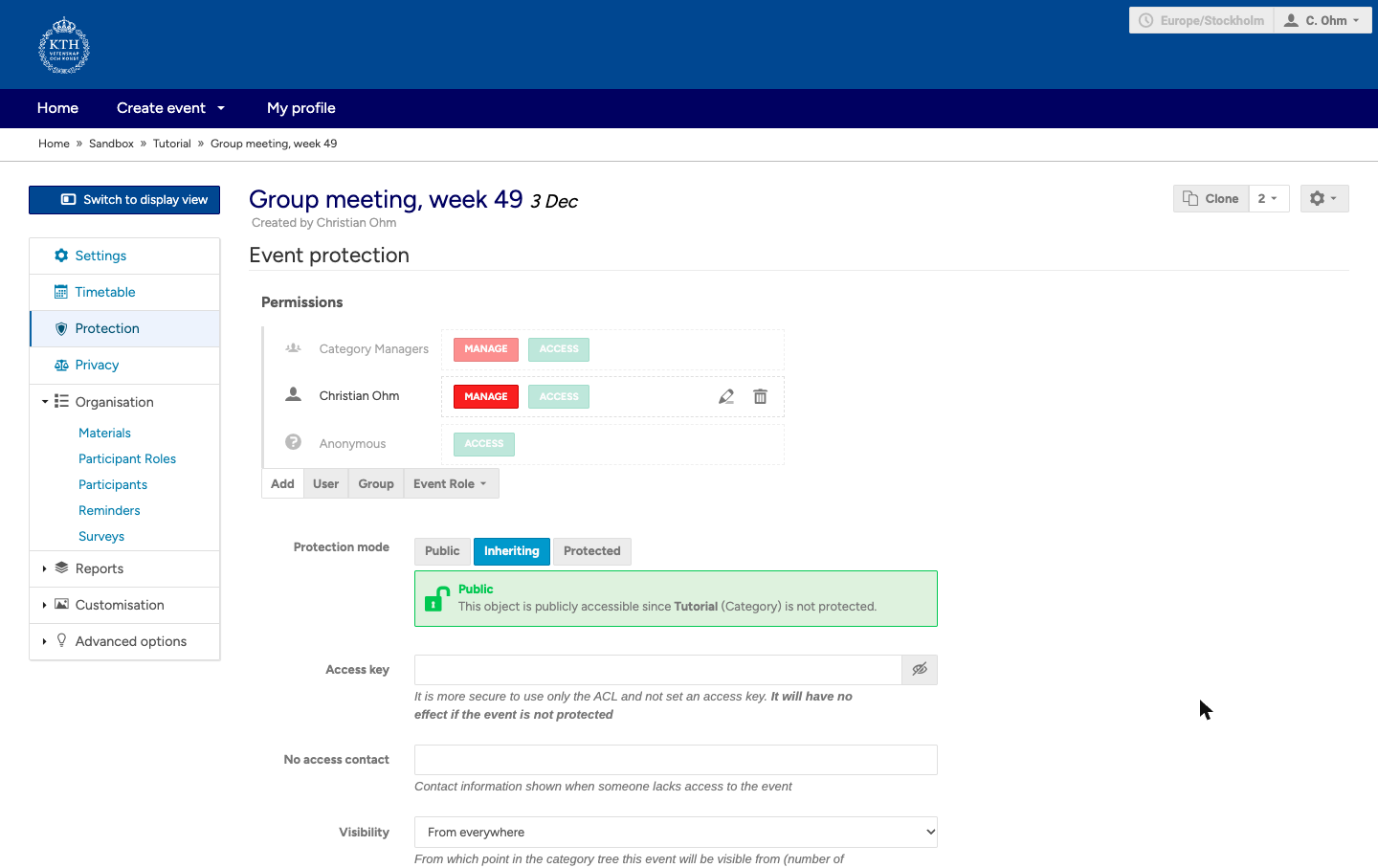 KTH
VETENSKAP
OCH KONST
Europe/Stockholm
C. Ohm
Home
Create event
My profile
Home » Sandbox » Tutorial » Group meeting, week 49
Switch to display view
Settings
Timetable
Protection
Privacy
Organisation
Materials
Participant Roles
Participants
Reminders
Surveys
Reports
Customisation
Advanced options
Group meeting, week 49 3 Dec
Clone 2
Created by Christian Ohm
Event protection
Permissions
Category Managers MANAGE ACCESS
Christian Ohm MANAGE ACCESS
Anonymous ACCESS
Add User Group Event Role
Protection mode Public Inheriting Protected
Public
This object is publicly accessible since Tutorial (Category) is not protected.
Access key
It is more secure to use only the ACL and not set an access key. It will have no
effect if the event is not protected
No access contact
Contact information shown when someone lacks access to the event
Visibility From everywhere
From which point in the category tree this event will be visible from (number of